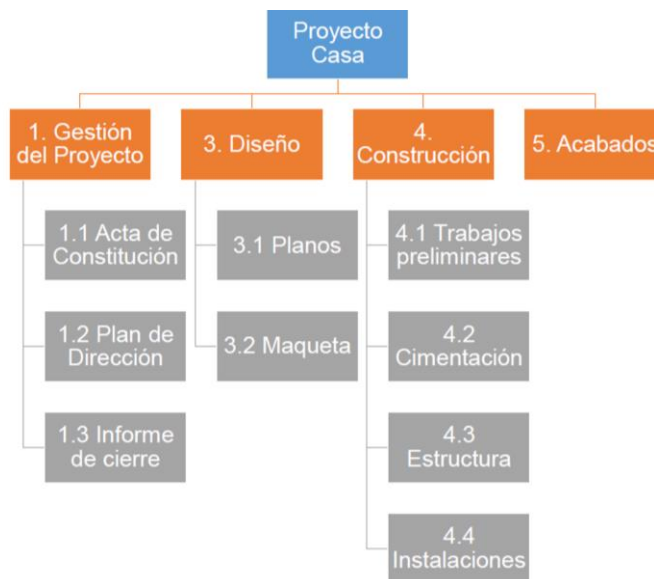 Proyecto
Casa
1. Gestión
del Proyecto
3. Diseño
4.
Construcción
5. Acabados
1.1 Acta de
Constitución
1.2 Plan de
Dirección
1.3 Informe
de cierre
3.1 Planos
3.2 Maqueta
4.1 Trabajos
preliminares
4.2
Cimentación
4.3
Estructura
4.4
Instalaciones